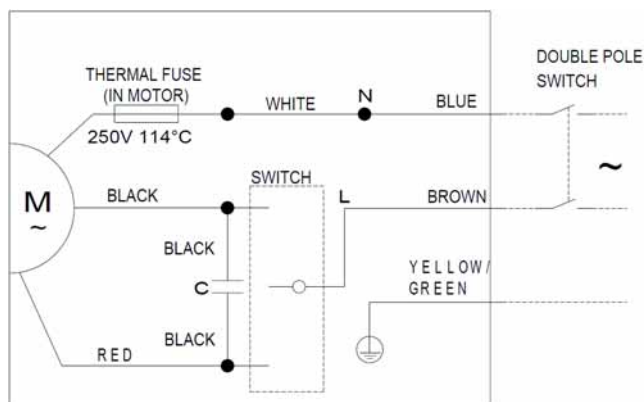 THERMAL FUSE
(IN MOTOR)
250V 114°C
WHITE
N
BLUE
DOUBLE POLE
SWITCH
~
M
~
BLACK
SWITCH
L
BROWN
BLACK
C
YELLOW/
GREEN
BLACK
RED